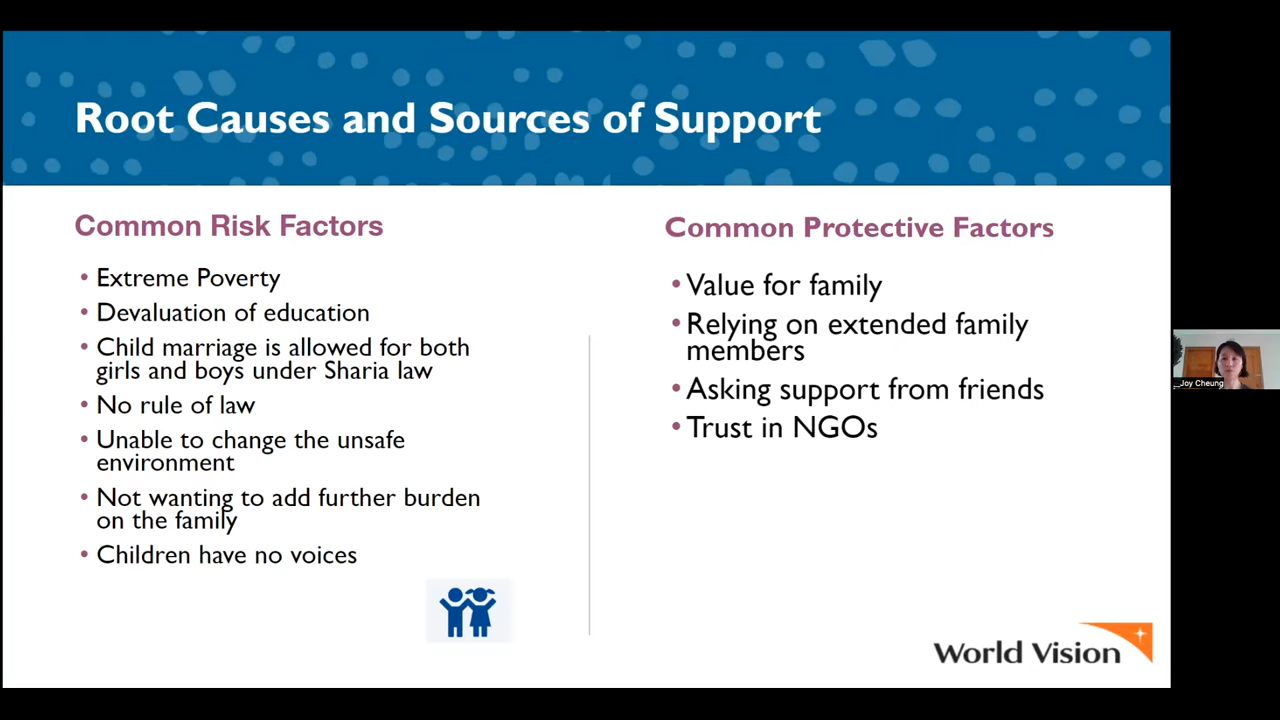 Root Causes and Sources of Support
Common Risk Factors
• Extreme Poverty
• Devaluation of education
• Child marriage is allowed for both
girls and boys under Sharia law
• No rule of law
• Unable to change the unsafe
environment
• Not wanting to add further burden
on the family
• Children have no voices
Common Protective Factors
• Value for family
• Relying on extended family
members
• Asking support from friends
• Trust in NGOs
World Vision
_Joy Cheung